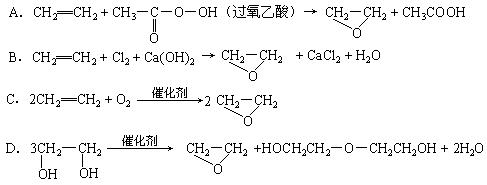 A. CH₂=CH₂ + CH₃-C-O-OH (过氧乙酸) → CH₂-CH₂ + CH₃COOH
O O
B. CH₂=CH₂ + Cl₂ + Ca(OH)₂ → CH₂-CH₂ + CaCl₂ + H₂O
O
C. 2CH₂=CH₂ + O₂ 催化剂→ 2 CH₂-CH₂
O
D. 3CH₂-CH₂ 催化剂→ CH₂-CH₂ +HOCH₂CH₂-O-CH₂CH₂OH + 2H₂O
OH OH O